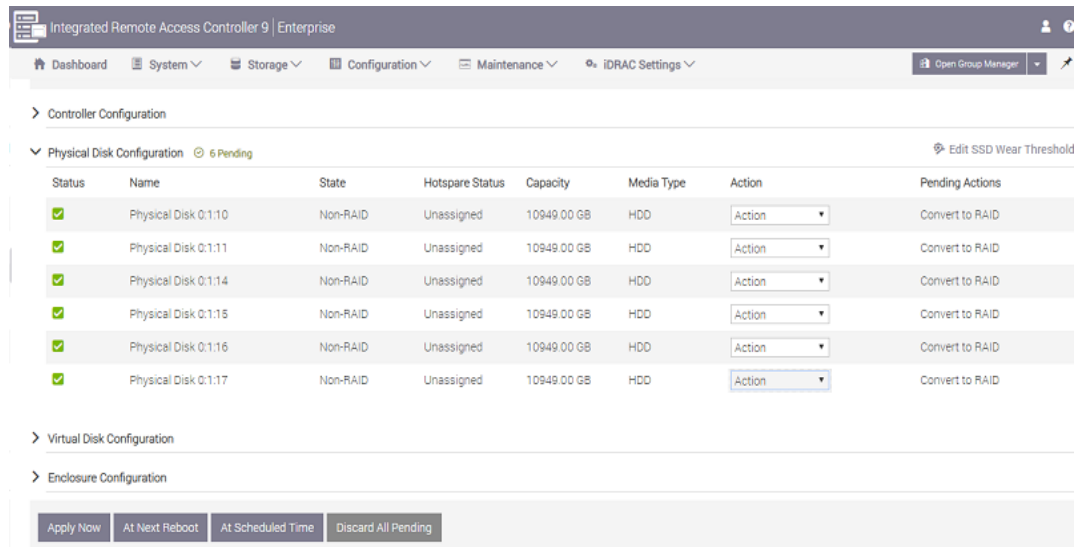 Integrated Remote Access Controller 9 | Enterprise
Dashboard System Storage Configuration Maintenance iDRAC Settings Open Group Manager
Controller Configuration
Physical Disk Configuration 6 Pending Edit SSD Wear Threshold
Status Name State Hotspare Status Capacity Media Type Action Pending Actions
Physical Disk 0:1:10 Non-RAID Unassigned 10949.00 GB HDD Action Convert to RAID
Physical Disk 0:1:11 Non-RAID Unassigned 10949.00 GB HDD Action Convert to RAID
Physical Disk 0:1:14 Non-RAID Unassigned 10949.00 GB HDD Action Convert to RAID
Physical Disk 0:1:15 Non-RAID Unassigned 10949.00 GB HDD Action Convert to RAID
Physical Disk 0:1:16 Non-RAID Unassigned 10949.00 GB HDD Action Convert to RAID
Physical Disk 0:1:17 Non-RAID Unassigned 10949.00 GB HDD Action Convert to RAID
Virtual Disk Configuration
Enclosure Configuration
Apply Now At Next Reboot At Scheduled Time Discard All Pending